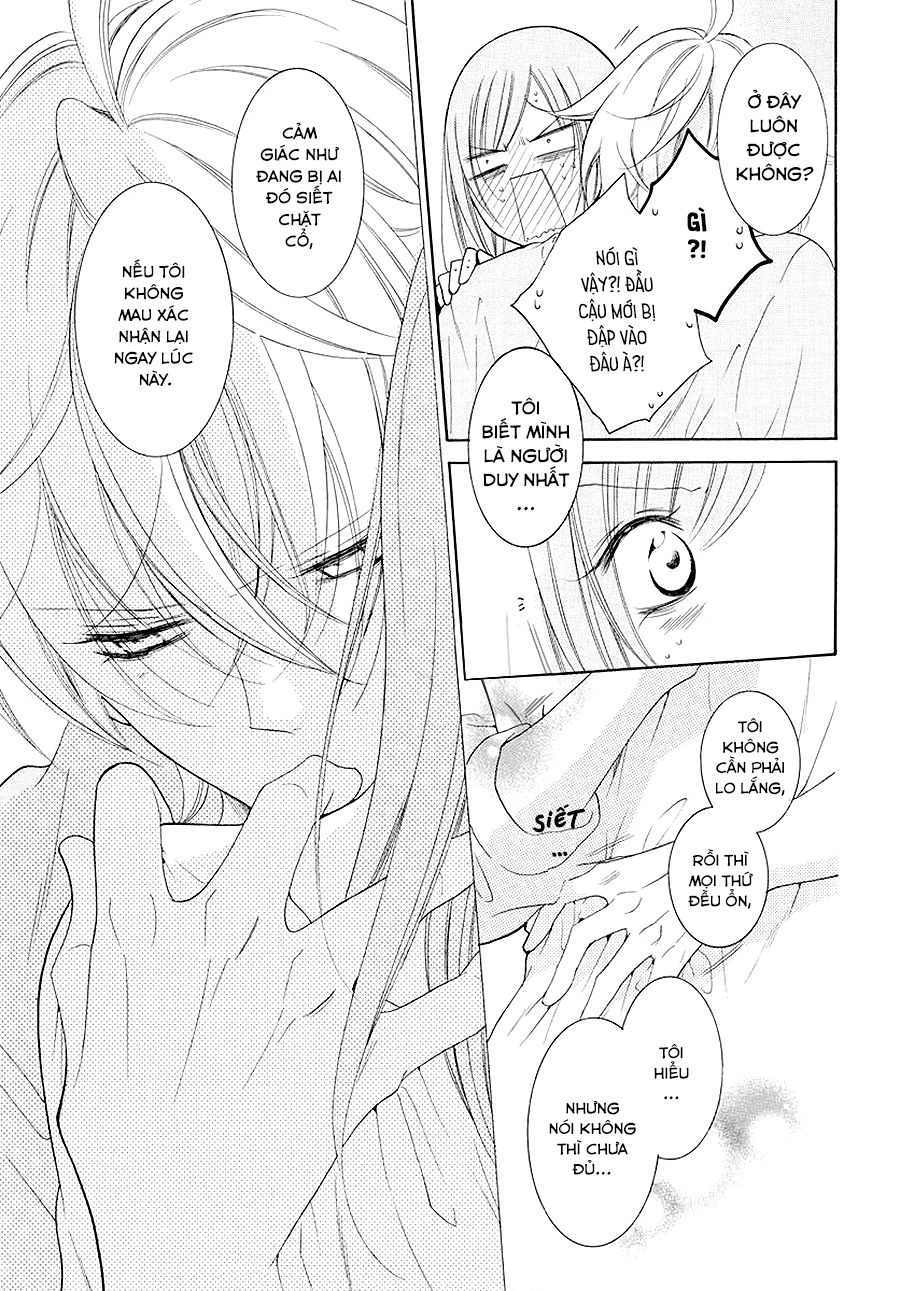 Ở ĐÂY
LUÔN
ĐƯỢC
KHÔNG?
GÌ
?!
NÓI GÌ
VẬY?! ĐẦU
CẬU MỚI BỊ
ĐẬP VÀO
ĐÂU À?!
TÔI
BIẾT MÌNH
LÀ NGƯỜI
DUY NHẤT
...
TÔI
KHÔNG
CẦN PHẢI
LO LẮNG,
RỒI THÌ
MỌI THỨ
ĐỀU ỔN,
SIẾT
...
TÔI
HIỂU
...
NHƯNG
NÓI KHÔNG
THÌ CHƯA
ĐỦ...
CẢM
GIÁC NHƯ
ĐANG BỊ AI
ĐÓ SIẾT
CHẶT
CỔ,
NẾU TÔI
KHÔNG
MAU XÁC
NHẬN LẠI
NGAY LÚC
NÀY.